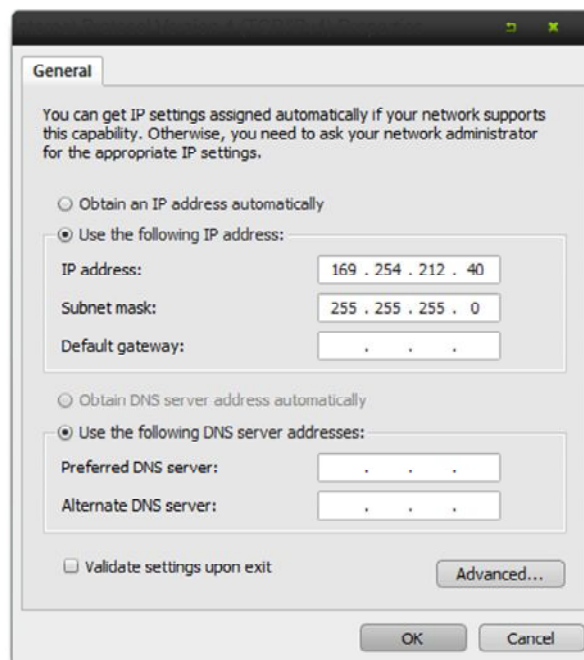 General
You can get IP settings assigned automatically if your network supports
this capability. Otherwise, you need to ask your network administrator
for the appropriate IP settings.
Obtain an IP address automatically
Use the following IP address:
IP address: 169 . 254 . 212 . 40
Subnet mask: 255 . 255 . 255 . 0
Default gateway: . . .
Obtain DNS server address automatically
Use the following DNS server addresses:
Preferred DNS server: . . .
Alternate DNS server: . . .
Validate settings upon exit
Advanced...
OK Cancel